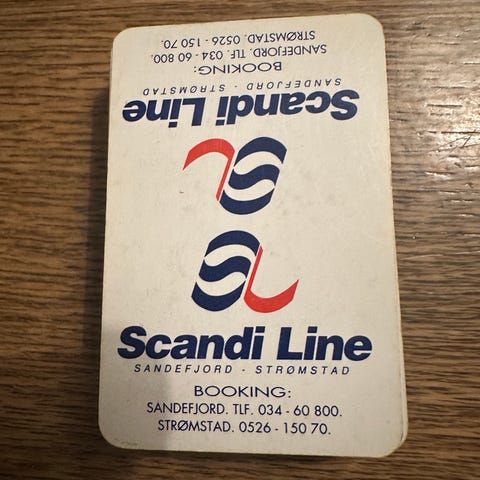 STRØMSTAD. 0526 - 150 70.
SANDEFJORD. TLF. 034 - 60 800.
BOOKING:
SANDEFJORD - STRØMSTAD
Scandi Line
Scandi Line
SANDEFJORD - STRØMSTAD
BOOKING:
SANDEFJORD. TLF. 034 - 60 800.
STRØMSTAD. 0526 - 150 70.